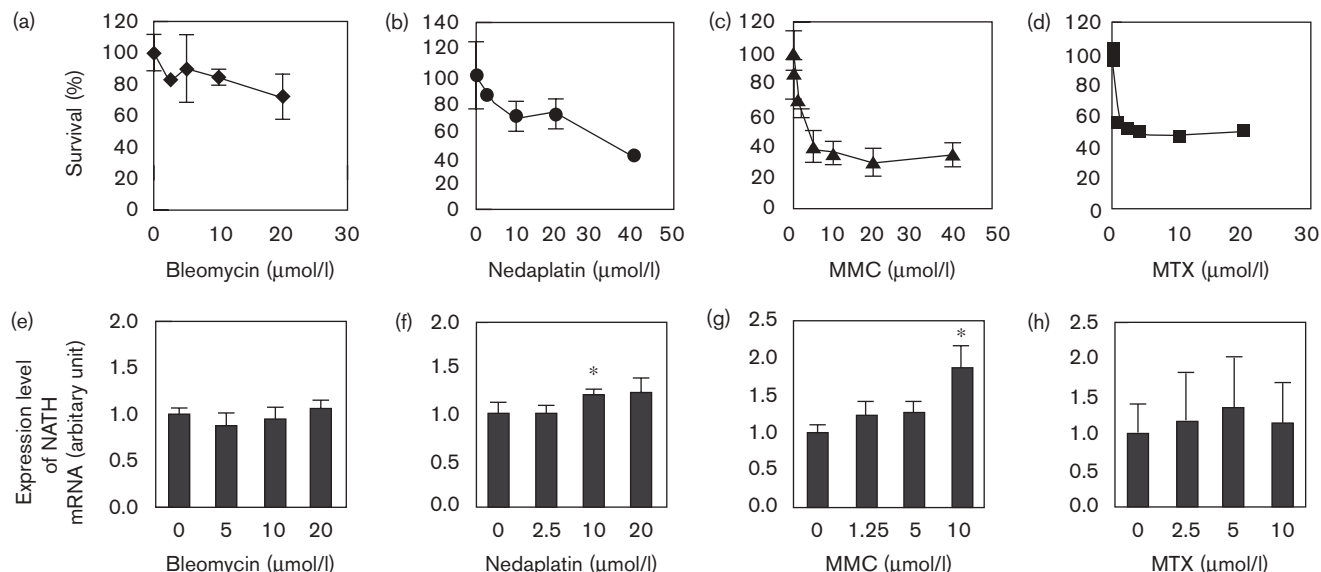 (a)
120
100
80
60
40
20
0
Survival (%)
0 10 20 30
Bleomycin (μmol/l)
(b)
140
120
100
80
60
40
20
0
0 10 20 30 40 50
Nedaplatin (μmol/l)
(c)
120
100
80
60
40
20
0
0 10 20 30 40 50
MMC (μmol/l)
(d)
120
100
80
60
40
20
0
0 10 20 30
MTX (μmol/l)
(e)
2.0
1.5
1.0
0.5
0.0
Expression level
of NATH
mRNA (arbitary unit)
0 5 10 20
Bleomycin (μmol/l)
(f)
2.0
1.5
1.0
0.5
0.0
*
0 2.5 10 20
Nedaplatin (μmol/l)
(g)
2.5
2.0
1.5
1.0
0.5
0.0
*
0 1.25 5 10
MMC (μmol/l)
(h)
2.5
2.0
1.5
1.0
0.5
0.0
0 2.5 5 10
MTX (μmol/l)